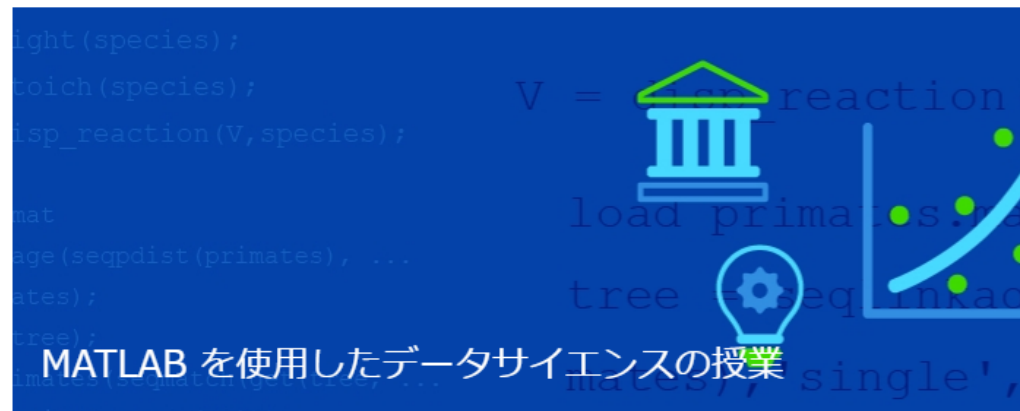 ight(species);
toich(species);
isp_reaction(V,species);
mat
age(seqpdist(primates), ...
ates);
tree);
V = disp_reaction
load primates.ma
tree = seqlinkag
mates), 'single',
MATLAB を使用したデータサイエンスの授業